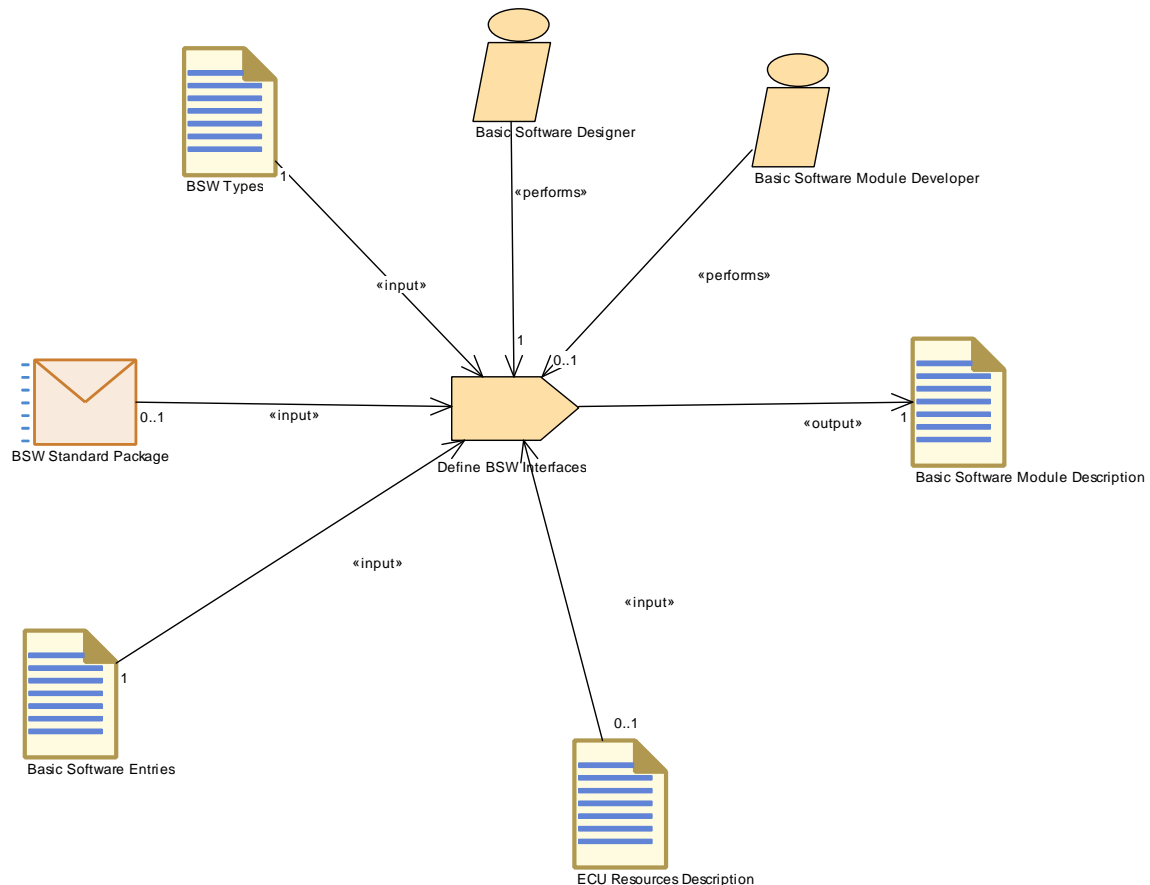 Basic Software Designer
Basic Software Module Developer
BSW Types
1
«performs»
«performs»
«input»
1
0..1
BSW Standard Package
0..1
«input»
Define BSW Interfaces
«output»
1
Basic Software Module Description
«input»
«input»
1
Basic Software Entries
0..1
ECU Resources Description